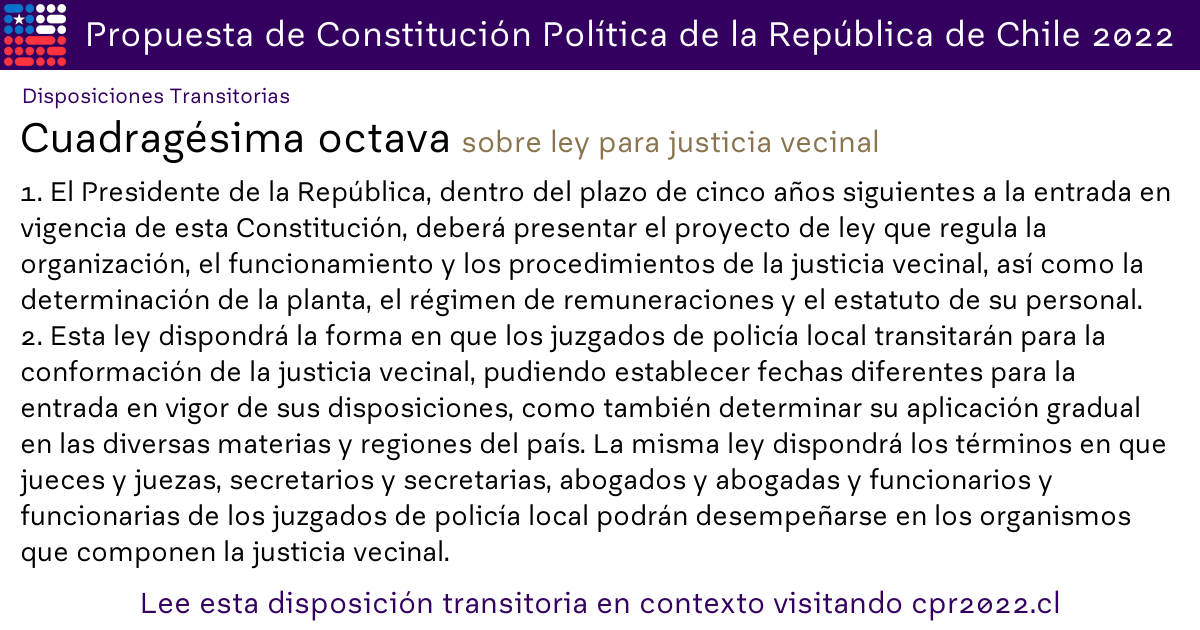 Propuesta de Constitución Política de la República de Chile 2022
Disposiciones Transitorias
Cuadragésima octava sobre ley para justicia vecinal
1. El Presidente de la República, dentro del plazo de cinco años siguientes a la entrada en
vigencia de esta Constitución, deberá presentar el proyecto de ley que regula la
organización, el funcionamiento y los procedimientos de la justicia vecinal, así como la
determinación de la planta, el régimen de remuneraciones y el estatuto de su personal.
2. Esta ley dispondrá la forma en que los juzgados de policía local transitarán para la
conformación de la justicia vecinal, pudiendo establecer fechas diferentes para la
entrada en vigor de sus disposiciones, como también determinar su aplicación gradual
en las diversas materias y regiones del país. La misma ley dispondrá los términos en que
jueces y juezas, secretarios y secretarias, abogados y abogadas y funcionarios y
funcionarias de los juzgados de policía local podrán desempeñarse en los organismos
que componen la justicia vecinal.
Lee esta disposición transitoria en contexto visitando cpr2022.cl